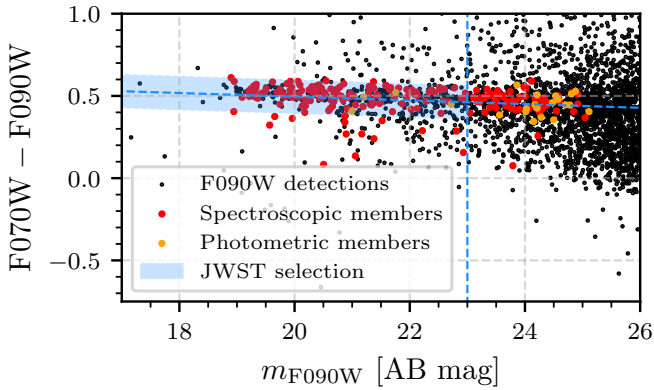 1.0
0.5
0.0
−0.5
F070W − F090W
F090W detections
Spectroscopic members
Photometric members
JWST selection
18 20 22 24 26
m_F090W [AB mag]